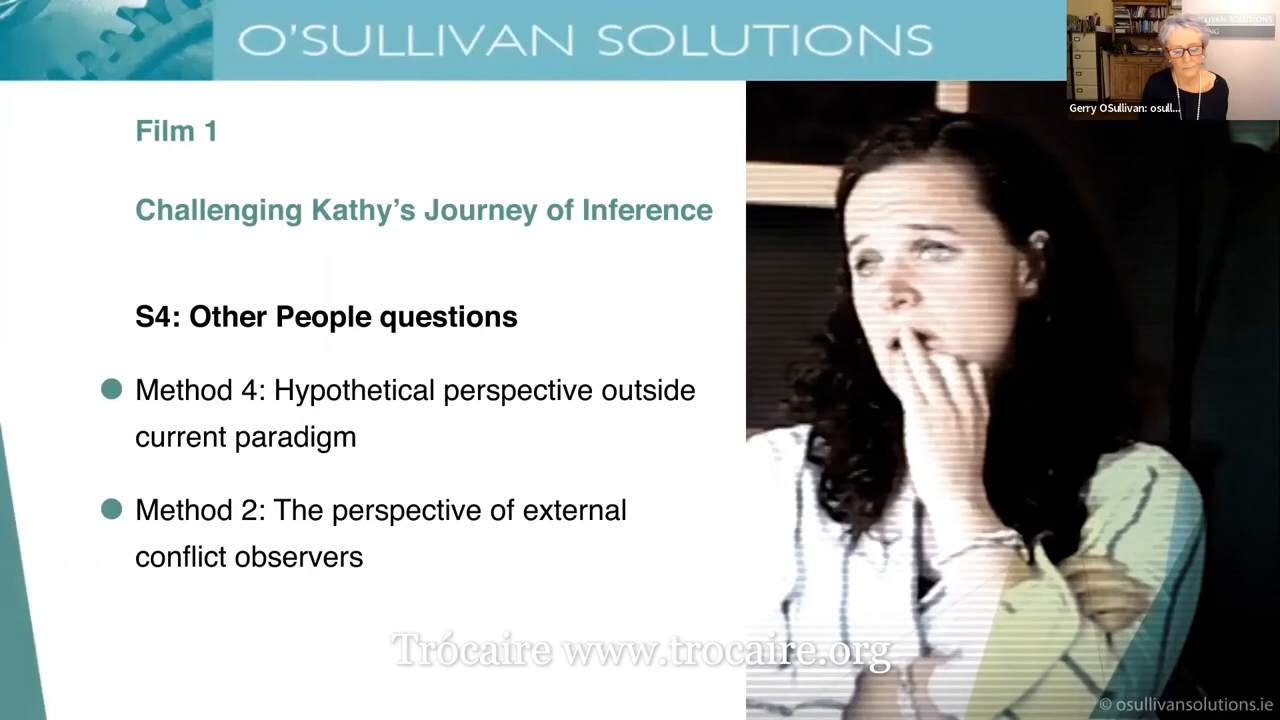 O'SULLIVAN SOLUTIONS
Gerry OSullivan: osull...
Film 1
Challenging Kathy's Journey of Inference
S4: Other People questions
Method 4: Hypothetical perspective outside
current paradigm
Method 2: The perspective of external
conflict observers
Trócaire www.trocaire.org
© osullivansolutions.ie